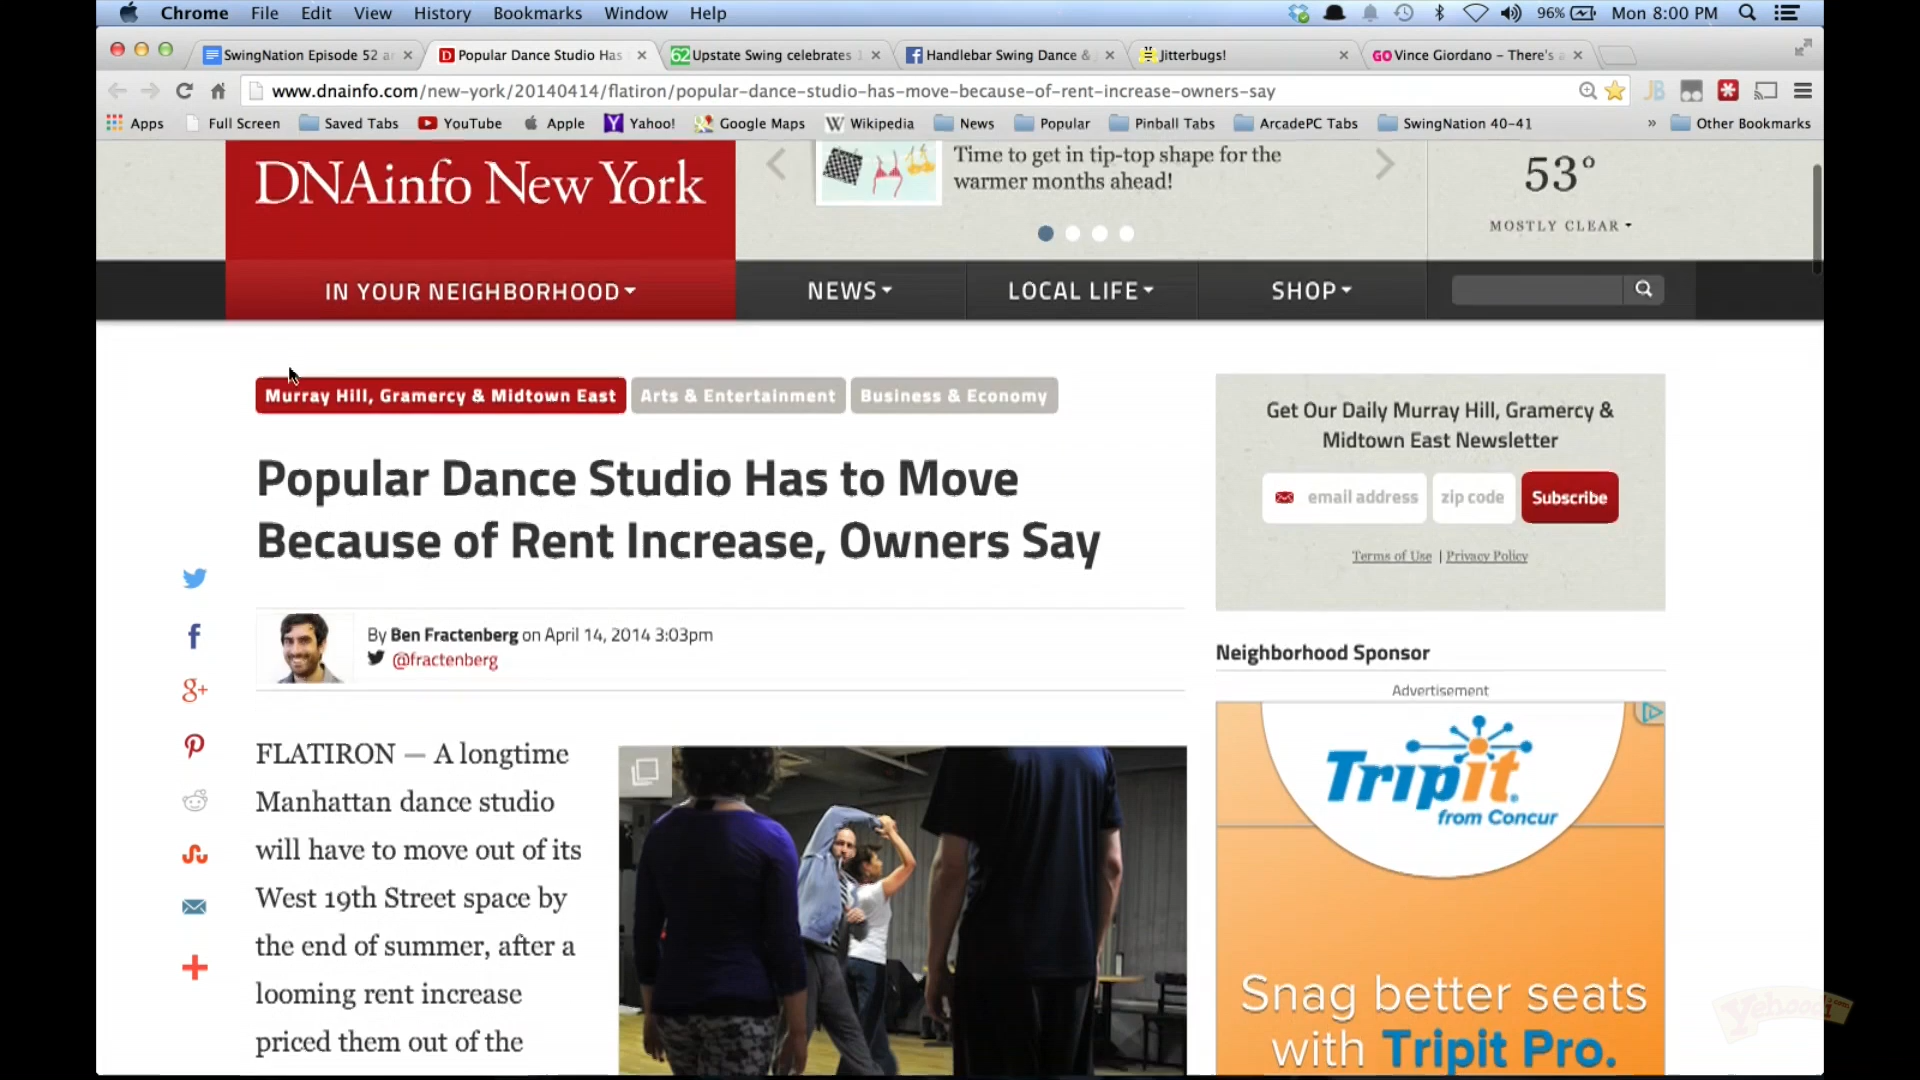 Chrome File Edit View History Bookmarks Window Help 96% Mon 8:00 PM
SwingNation Episode 52 a Popular Dance Studio Has Upstate Swing celebrates Handlebar Swing Dance & Jitterbugs! GO Vince Giordano – There's a
www.dnainfo.com/new-york/20140414/flatiron/popular-dance-studio-has-move-because-of-rent-increase-owners-say
Apps Full Screen Saved Tabs YouTube Apple Yahoo! Google Maps Wikipedia News Popular Pinball Tabs ArcadePC Tabs SwingNation 40-41 » Other Bookmarks
DNAinfo New York
Time to get in tip-top shape for the
warmer months ahead!
53°
MOSTLY CLEAR
IN YOUR NEIGHBORHOOD NEWS LOCAL LIFE SHOP
Murray Hill, Gramercy & Midtown East Arts & Entertainment Business & Economy
Popular Dance Studio Has to Move
Because of Rent Increase, Owners Say
By Ben Fractenberg on April 14, 2014 3:03pm
@fractenberg
FLATIRON — A longtime
Manhattan dance studio
will have to move out of its
West 19th Street space by
the end of summer, after a
looming rent increase
priced them out of the
Get Our Daily Murray Hill, Gramercy &
Midtown East Newsletter
email address zip code Subscribe
Terms of Use | Privacy Policy
Neighborhood Sponsor
Advertisement
Tripit
from Concur
Snag better seats
with Tripit Pro.
Yehoodi